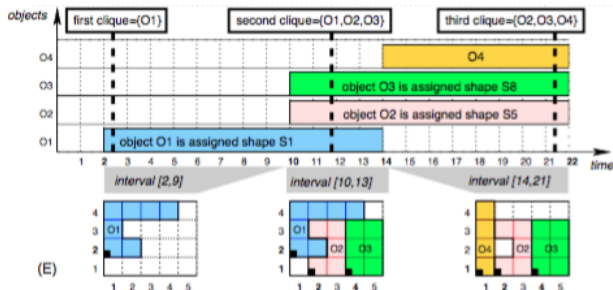 objects
first clique={O1}
second clique={O1,O2,O3}
third clique={O2,O3,O4}
O4
O4
O3
object O3 is assigned shape S8
O2
object O2 is assigned shape S5
O1
object O1 is assigned shape S1
1 2 3 4 5 6 7 8 9 10 11 12 13 14 15 16 17 18 19 20 21 22 time
interval [2,9]
interval [10,13]
interval [14,21]
4 4 4
3 O1 3 O1 3
2 2 O2 O3 2 O4 O2 O3
(E) 1 1 1
1 2 3 4 5 1 2 3 4 5 1 2 3 4 5